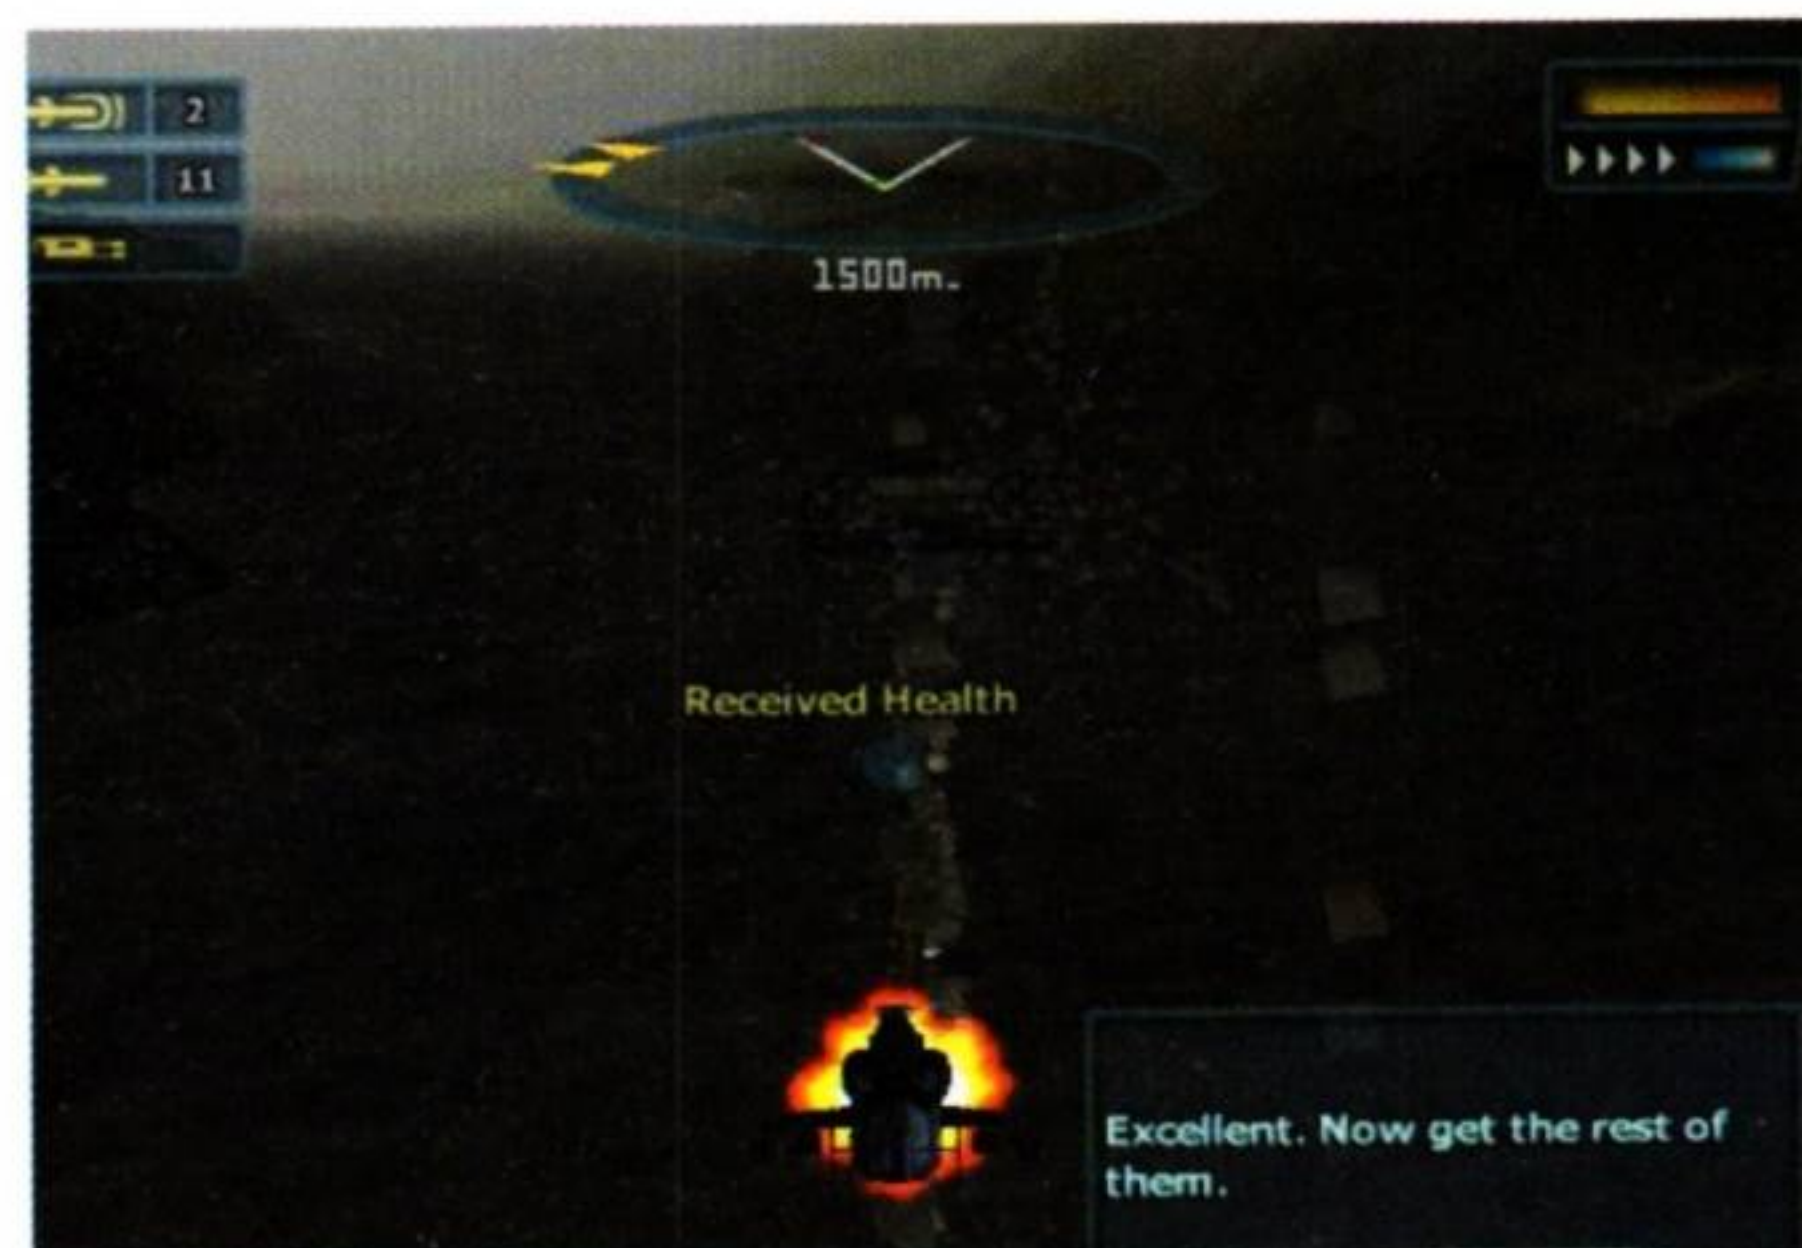 2
11
1500m.
Received Health
Excellent. Now get the rest of
them.